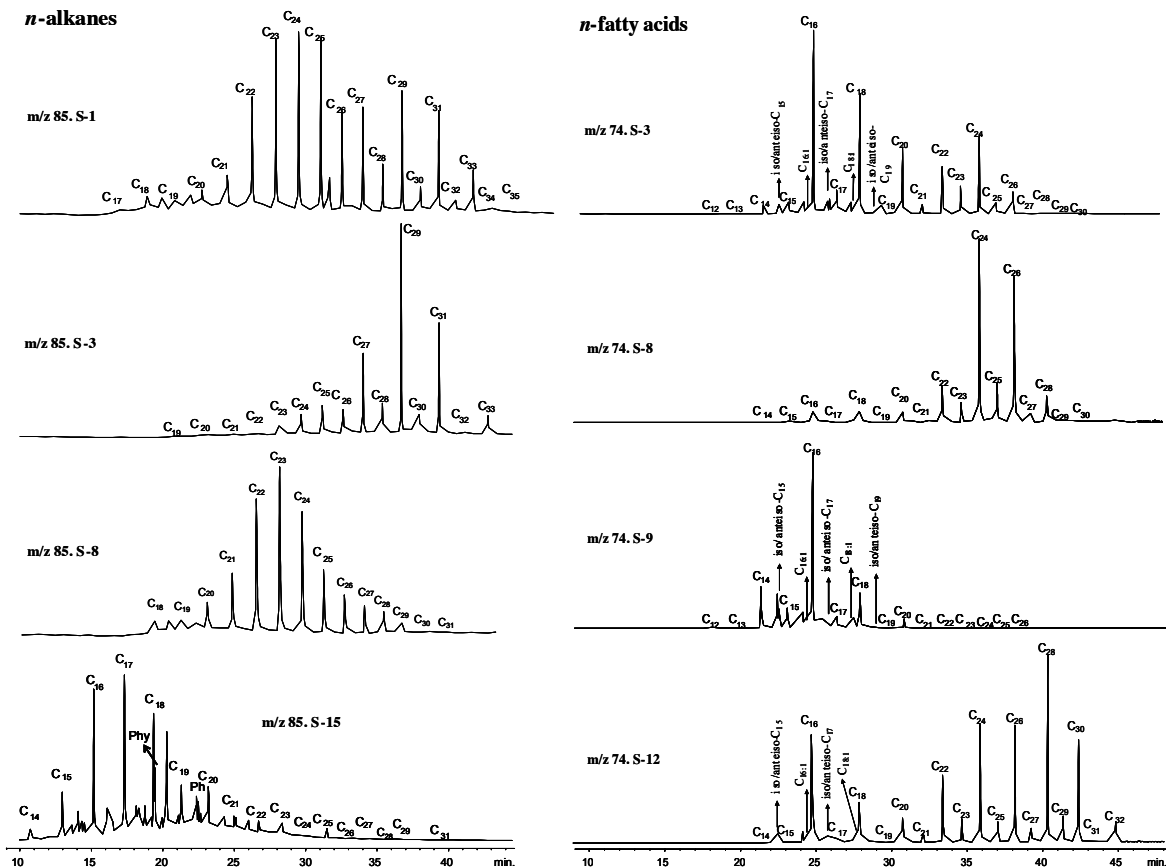 n-alkanes
m/z 85. S-1
C17 C18 C19 C20 C21 C22 C23 C24 C25 C26 C27 C28 C29 C30 C31 C32 C33 C34 C35
m/z 85. S-3
C19 C20 C21 C22 C23 C24 C25 C26 C27 C28 C29 C30 C31 C32 C33
m/z 85. S-8
C18 C19 C20 C21 C22 C23 C24 C25 C26 C27 C28 C29 C30 C31
m/z 85. S-15
C14 C15 C16 C17 Phy C18 C19 Ph C20 C21 C22 C23 C24 C25 C26 C27 C28 C29 C31
10 15 20 25 30 35 40 min.
n-fatty acids
m/z 74. S-3
C12 C13 C14 iso/anteiso-C15 C15 C16:1 C16 iso/anteiso-C17 C17 C18:1 C18 iso/anteiso-C19 C19 C20 C21 C22 C23 C24 C25 C26 C27 C28 C29 C30
m/z 74. S-8
C14 C15 C16 C17 C18 C19 C20 C21 C22 C23 C24 C25 C26 C27 C28 C29 C30
m/z 74. S-9
C12 C13 C14 iso/anteiso-C15 C15 C16:1 C16 iso/anteiso-C17 C17 C18:1 C18 iso/anteiso-C19 C19 C20 C21 C22 C23 C24 C25 C26
m/z 74. S-12
C14 iso/anteiso-C15 C15 C16:1 C16 iso/anteiso-C17 C17 C18:1 C18 C19 C20 C21 C22 C23 C24 C25 C26 C27 C28 C29 C30 C31 C32
10 10 20 25 30 35 40 45 min.